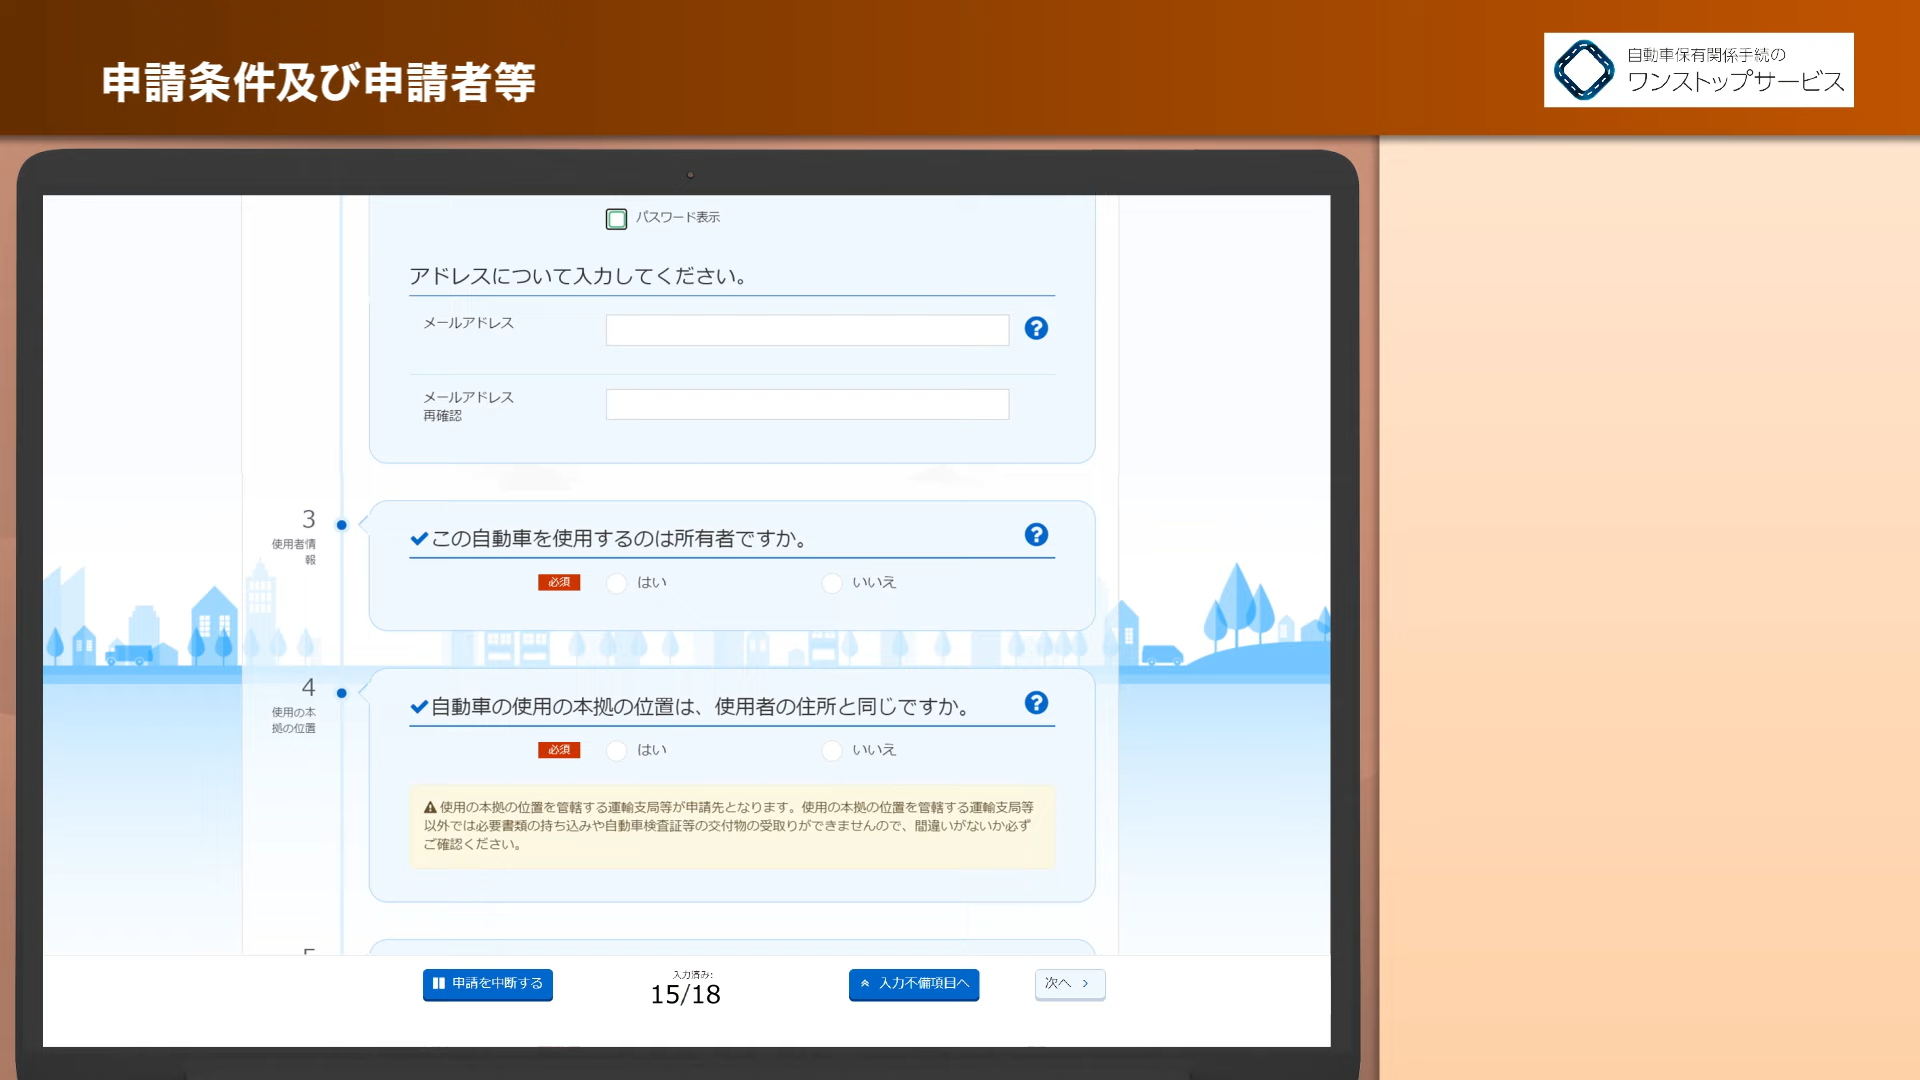 申請条件及び申請者等
自動車保有関係手続の
ワンストップサービス
パスワード表示
アドレスについて入力してください。
メールアドレス
メールアドレス
再確認
3
使用者情
報
この自動車を使用するのは所有者ですか。
必須 はい いいえ
4
使用の本
拠の位置
自動車の使用の本拠の位置は、使用者の住所と同じですか。
必須 はい いいえ
使用の本拠の位置を管轄する運輸支局等が申請先となります。使用の本拠の位置を管轄する運輸支局等
以外では必要書類の持ち込みや自動車検査証等の交付物の受取りができませんので、間違いがないか必ず
ご確認ください。
申請を中断する
入力済み:
15/18
入力不備項目へ
次へ